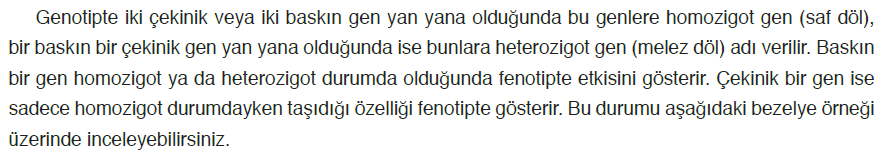 Genotipte iki çekinik veya iki baskın gen yan yana olduğunda bu genlere homozigot gen (saf döl),
bir baskın bir çekinik gen yan yana olduğunda ise bunlara heterozigot gen (melez döl) adı verilir. Baskın
bir gen homozigot ya da heterozigot durumda olduğunda fenotipte etkisini gösterir. Çekinik bir gen ise
sadece homozigot durumdayken taşıdığı özelliği fenotipte gösterir. Bu durumu aşağıdaki bezelye örneği
üzerinde inceleyebilirsiniz.